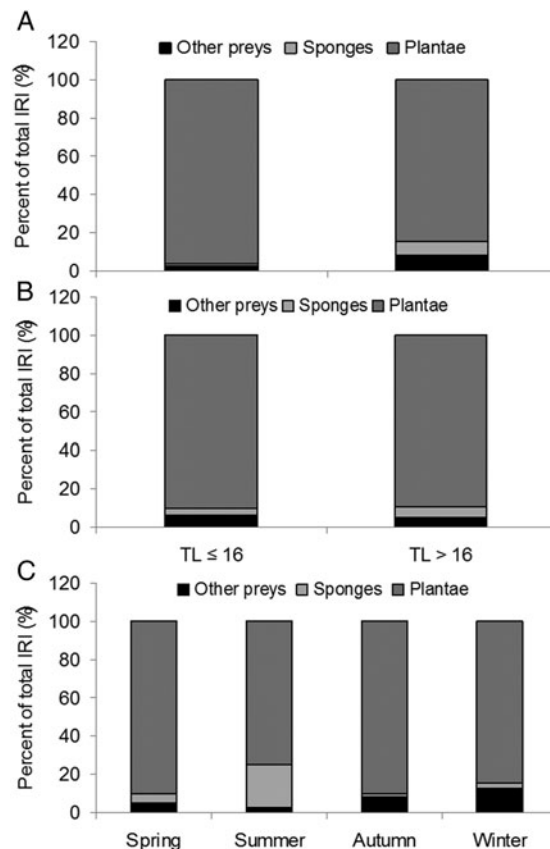 A
120
100
80
60
40
20
0
Percent of total IRI (%)
Other preys Sponges Plantae
B
120
100
80
60
40
20
0
Percent of total IRI (%)
Other preys Sponges Plantae
TL ≤ 16 TL > 16
C
120
100
80
60
40
20
0
Percent of total IRI (%)
Other preys Sponges Plantae
Spring Summer Autumn Winter